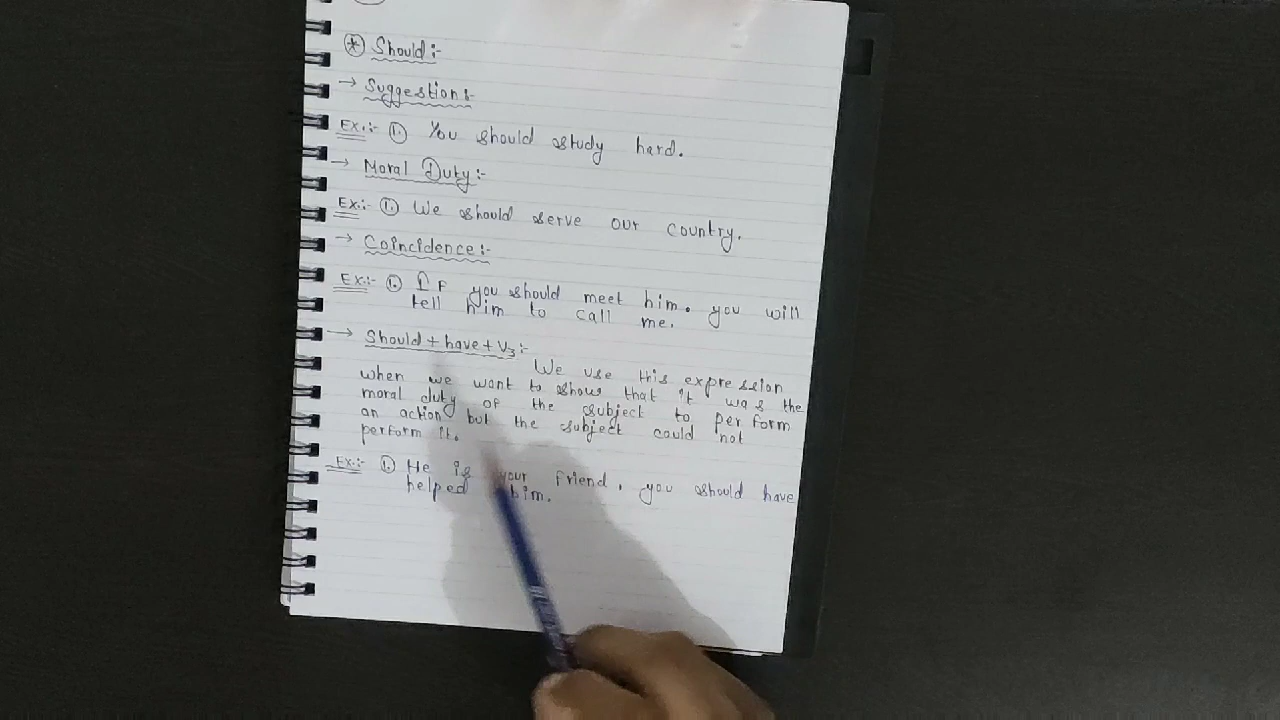 * Should:-
→ Suggestion:-
Ex.:- 1. You should study hard.
→ Moral Duty:-
Ex.:- 1. We should serve our country.
→ Coincidence:-
Ex.:- 1. If you should meet him. you will
tell him to call me.
→ Should + have + V3:-
We use this expression
when we want to show that it was the
moral duty of the subject to perform
an action but the subject could not
perform it.
Ex.:- 1. He is your friend. you should have
helped him.